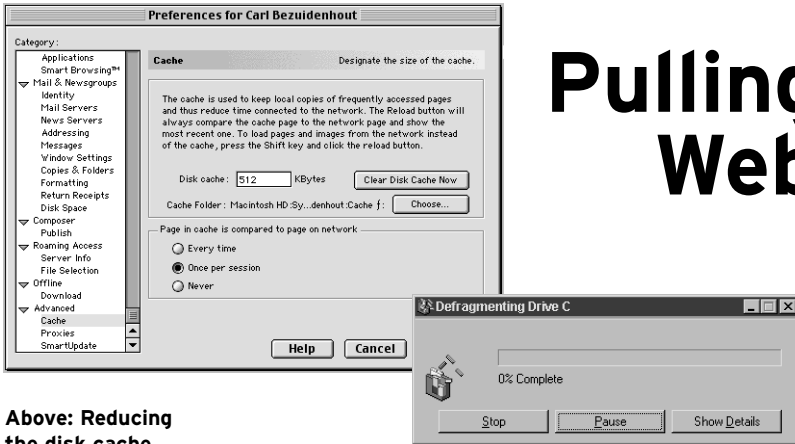 Preferences for Carl Bezuidenhout
Category:
Applications
Smart Browsing™
Mail & Newsgroups
Identity
Mail Servers
News Servers
Addressing
Messages
Window Settings
Copies & Folders
Formatting
Return Receipts
Disk Space
Composer
Publish
Roaming Access
Server Info
File Selection
Offline
Download
Advanced
Cache
Proxies
SmartUpdate
Cache
Designate the size of the cache.
The cache is used to keep local copies of frequently accessed pages
and thus reduce time connected to the network. The Reload button will
always compare the cache page to the network page and show the
most recent one. To load pages and images from the network instead
of the cache, press the Shift key and click the reload button.
Disk cache: 512 KBytes Clear Disk Cache Now
Cache Folder: Macintosh HD:Sy...denhout:Cache ƒ: Choose...
Page in cache is compared to page on network
Every time
Once per session
Never
Help Cancel
Pulling
Web
Defragmenting Drive C
0% Complete
Stop Pause Show Details
Above: Reducing
the disk cache